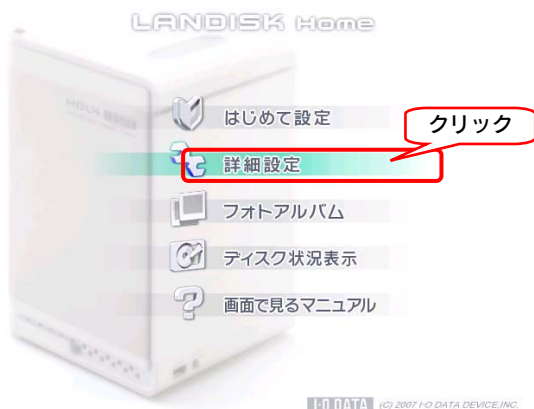 LANDISK Home
はじめて設定
クリック
詳細設定
フォトアルバム
ディスク状況表示
画面で見るマニュアル
I-O DATA (C) 2007 I-O DATA DEVICE,INC.